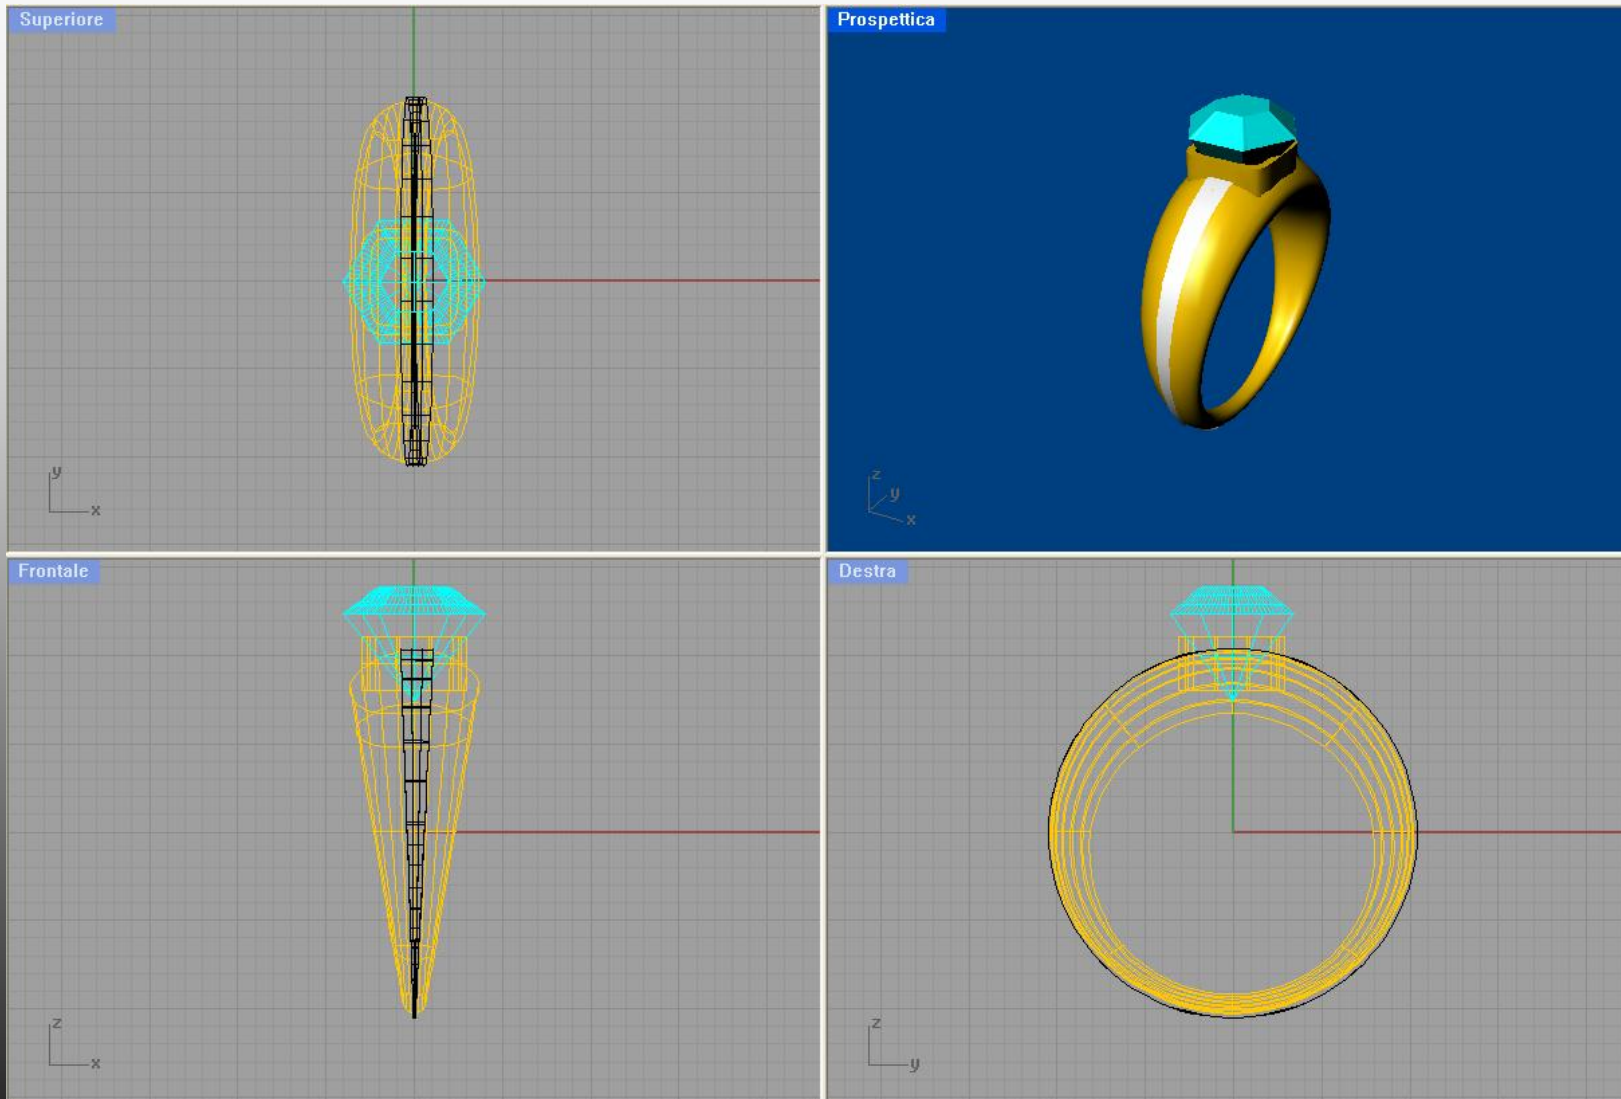 Superiore
y
x
Prospettica
z
y
x
Frontale
z
x
Destra
z
y